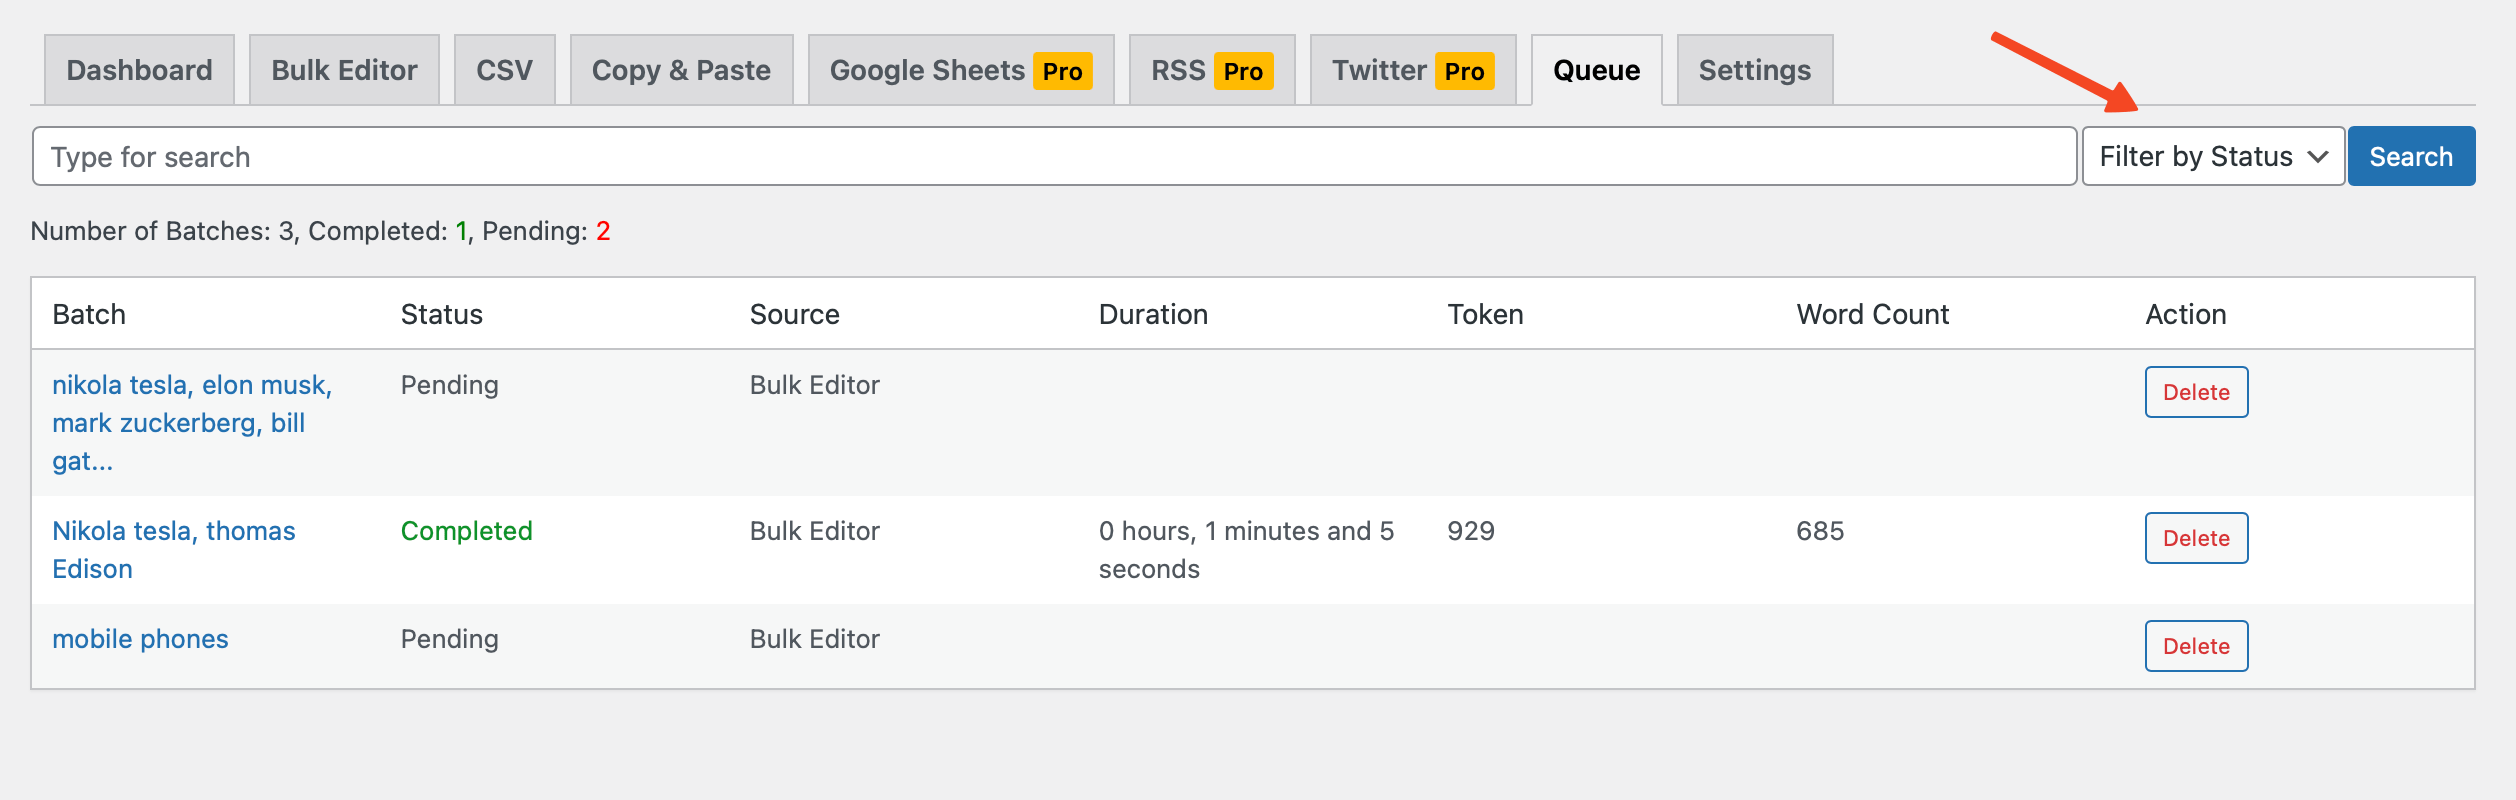 Dashboard Bulk Editor CSV Copy & Paste Google Sheets Pro RSS Pro Twitter Pro Queue Settings
Type for search Filter by Status Search
Number of Batches: 3, Completed: 1, Pending: 2
Batch Status Source Duration Token Word Count Action
nikola tesla, elon musk, Pending Bulk Editor Delete
mark zuckerberg, bill
gat...
Nikola tesla, thomas Completed Bulk Editor 0 hours, 1 minutes and 5 929 685 Delete
Edison seconds
mobile phones Pending Bulk Editor Delete